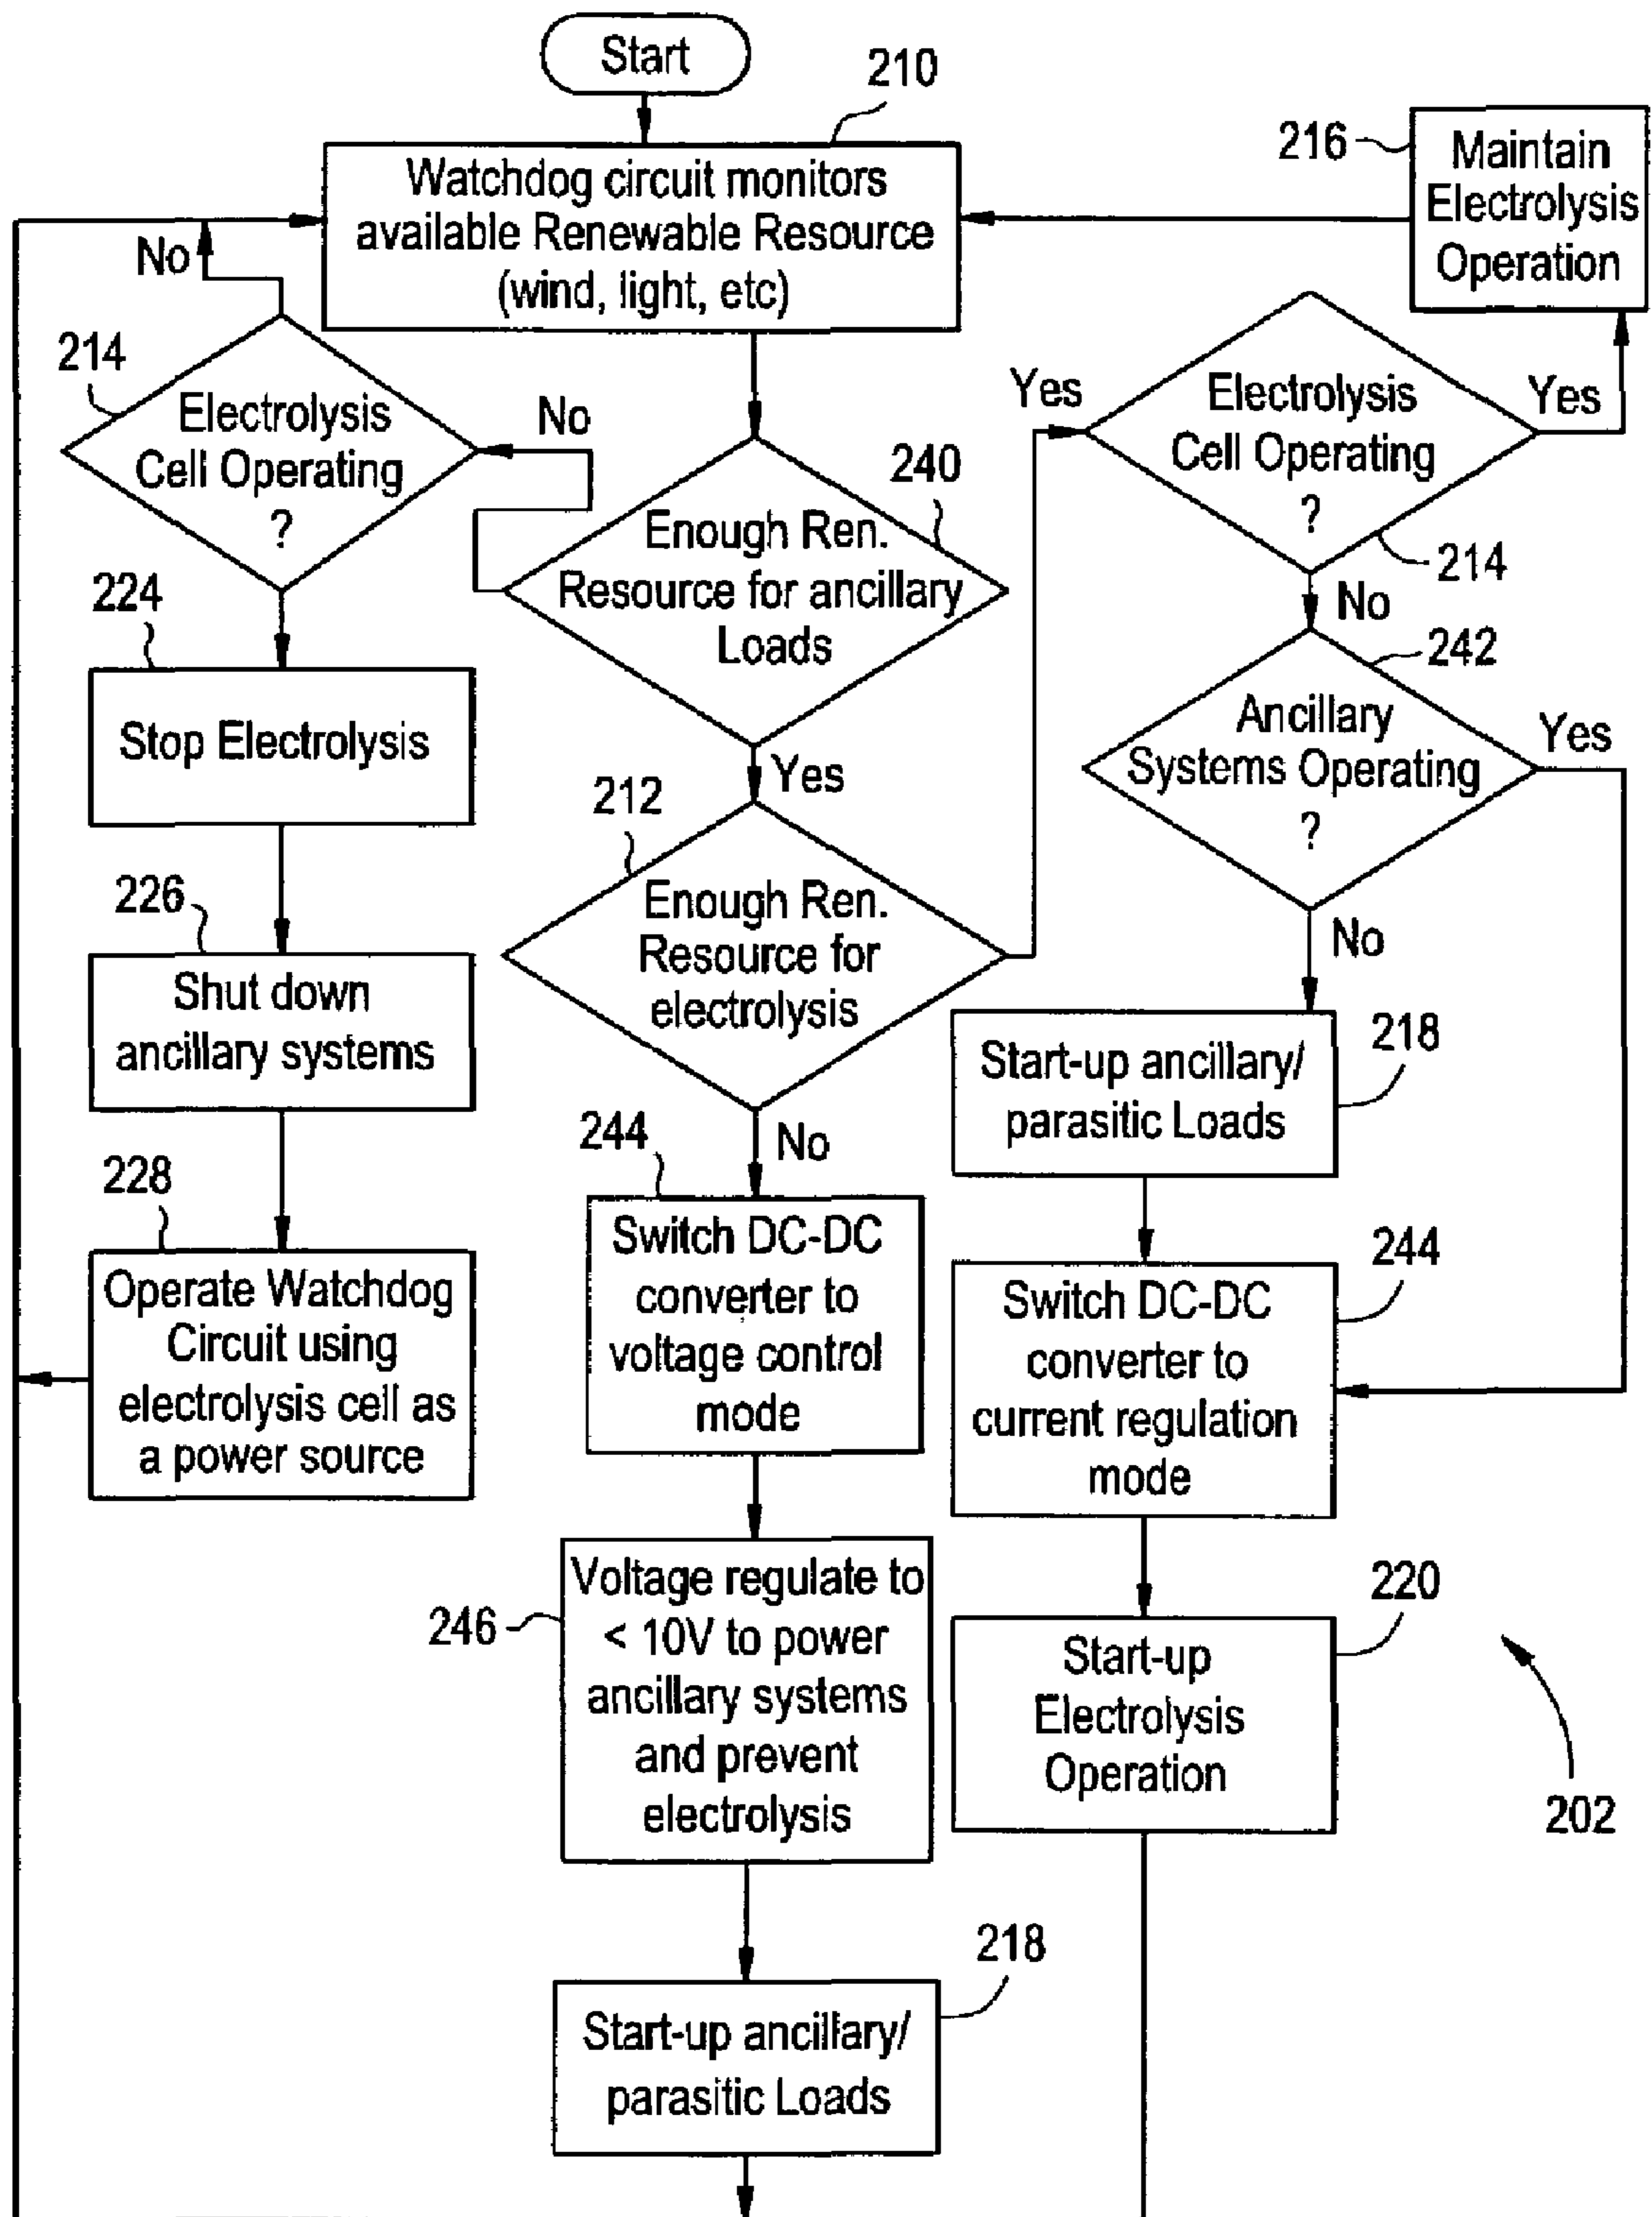 Start
210
Watchdog circuit monitors
available Renewable Resource
(wind, light, etc)
216
Maintain
Electrolysis
Operation
No
214
Electrolysis
Cell Operating
?
No
240
Enough Ren.
Resource for ancillary
Loads
Yes
Electrolysis
Cell Operating
?
Yes
214
No
242
Ancillary
Systems Operating
?
Yes
No
224
Stop Electrolysis
226
Shut down
ancillary systems
228
Operate Watchdog
Circuit using
electrolysis cell as
a power source
Yes
212
Enough Ren.
Resource for
electrolysis
No
244
Switch DC-DC
converter to
voltage control
mode
246
Voltage regulate to
< 10V to power
ancillary systems
and prevent
electrolysis
218
Start-up ancillary/
parasitic Loads
218
Start-up ancillary/
parasitic Loads
244
Switch DC-DC
converter to
current regulation
mode
220
Start-up
Electrolysis
Operation
202